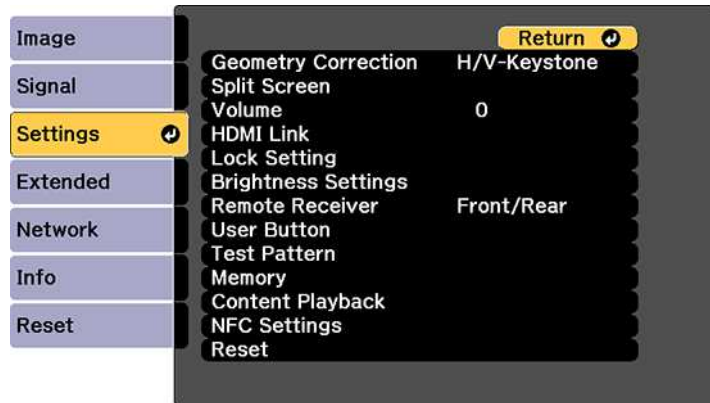 Image
Signal
Settings
Extended
Network
Info
Reset
Return
Geometry Correction H/V-Keystone
Split Screen
Volume 0
HDMI Link
Lock Setting
Brightness Settings
Remote Receiver Front/Rear
User Button
Test Pattern
Memory
Content Playback
NFC Settings
Reset